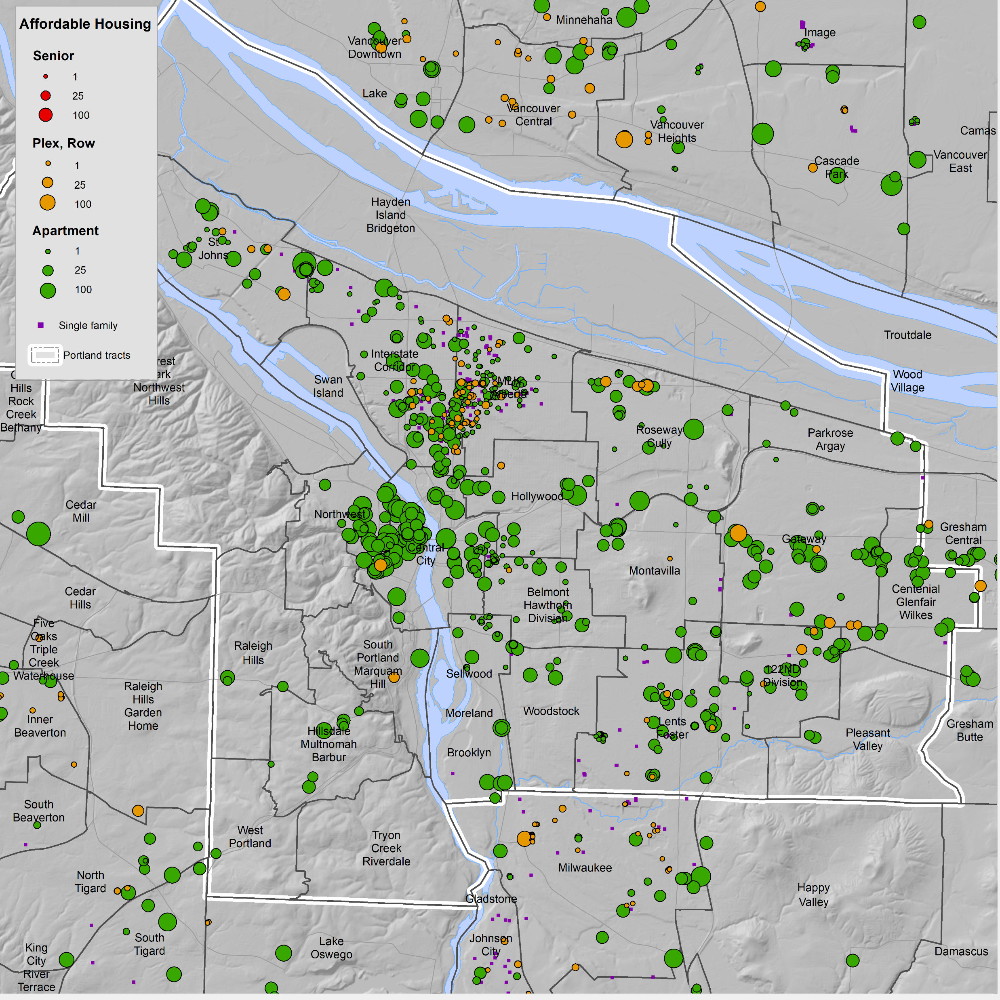 Affordable Housing
Senior
1
25
100
Plex, Row
1
25
100
Apartment
1
25
100
Single family
Portland tracts
Minnehaha
Image
Vancouver
Downtown
Lake
Vancouver
Central
Vancouver
Heights
Camas
Cascade
Park
Vancouver
East
Hayden
Island
Bridgeton
St
Johns
Troutdale
Interstate
Corridor
Swan
Island
MLK
Alberta
Wood
Village
rest
ark
Northwest
Hills
Hills
Rock
Creek
Bethany
Roseway
Cully
Parkrose
Argay
Cedar
Mill
Northwest
Hollywood
Central
City
Gateway
Gresham
Central
Montavilla
Cedar
Hills
Belmont
Hawthorn
Division
Centenial
Glenfair
Wilkes
Five
Oaks
Triple
Creek
Waterhouse
Raleigh
Hills
South
Portland
Marquam
Hill
Sellwood
Moreland
Brooklyn
122ND
Division
Raleigh
Hills
Garden
Home
Woodstock
Inner
Beaverton
Hillsdale
Multnomah
Barbur
Lents
Foster
Pleasant
Valley
Gresham
Butte
South
Beaverton
West
Portland
Tryon
Creek
Riverdale
Milwaukee
North
Tigard
Gladstone
Happy
Valley
South
Tigard
Lake
Oswego
Johnson
City
Damascus
King
City
River
Terrace